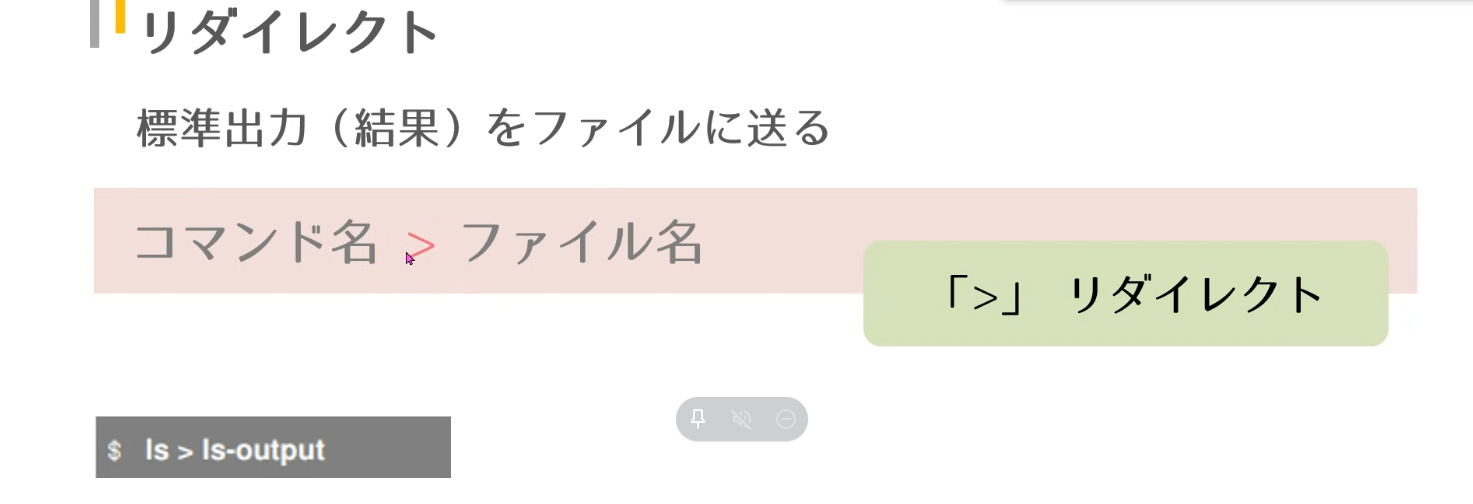 リダイレクト
標準出力（結果）をファイルに送る
コマンド名 > ファイル名
「>」 リダイレクト
$ ls > ls-output